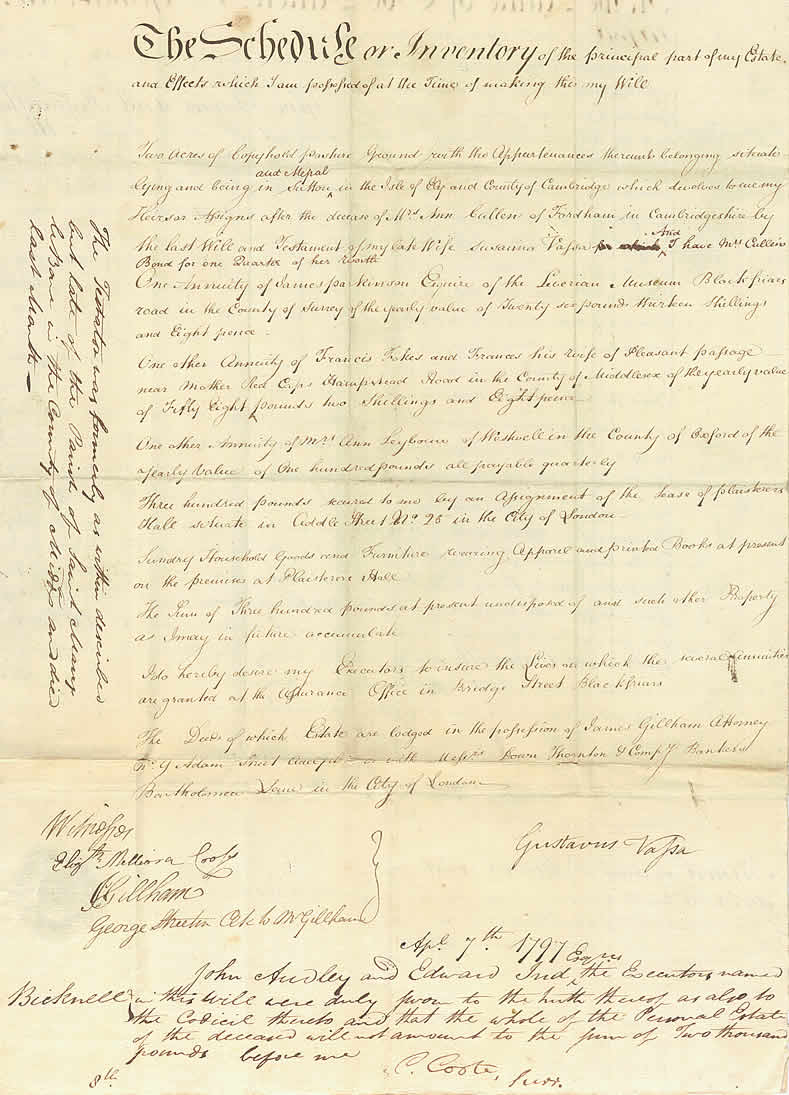 The Schedule or Inventory of the principal part of my Estate
and Effects which I am possessed of at the Time of making this my Will
Two Acres of Copyhold pasture Ground with the Appurtenances thereunto belonging situate
lying and being in Sutton and Mepal in the Isle of Ely and County of Cambridge which devolves to me my
Heirs or Assigns after the decease of Mrs Ann Cullen of Fordham in Cambridgeshire by
the last Will and Testament of my late Wife Susanna Vassa for which And I have Mrs Cullen's
Bond for one Quarter of her worth
One Annuity of James Parkinson Esquire of the Leverian Museum Blackfriars
road in the County of Surrey of the yearly value of Twenty six pounds thirteen Shillings
and Eight pence
One other Annuity of Francis Fokes and Frances his Wife of Pleasant passage
near Mother Red Caps Hampstead Road in the County of Middlesex of the yearly value
of Fifty Eight pounds two Shillings and Eight pence
One other Annuity of Mrs Ann Leybourn of Westwell in the County of Oxford of the
Yearly Value of One hundred pounds all payable quarterly
Three hundred pounds secured to me by an Assignment of the Lease of plaisterers
Hall situate in Addle Street No 25 in the City of London
Sundry Household Goods and Furniture wearing Apparel and printed Books at present
on the premises at Plaisterers Hall
The Sum of Three hundred pounds at present undisposed of and such other Property
as I may in future accumulate
I do hereby desire my Executors to insure the Lives on which the several Annuities
are granted at the Assurance Office in Bridge Street Blackfriars
The Deeds of which Estate are lodged in the possession of James Gillham Attorney
No 9 Adam Street Adelphi or with Messrs Down Thornton & Compy Bankers
Bartholomew Lane in the City of London
The Testator was formerly as within described
but late of the Parish of Saint Mary
le Bone in the County of Middx and died
last Month
Witnesses
Gustavus Vassa
Elizth Mellissa Cooper
J Gillham
George Streetin Clk to Mr Gillham
Apl 7th 1797
Bicknell
John Audley and Edward Ind Esqrs the Executors named
in this Will were duly sworn to the truth thereof as also to
the Codicil thereto and that the whole of the Personal Estate
of the deceased will not amount to the sum of Two thousand
pounds before me
8th
C. Coote,
Surr.